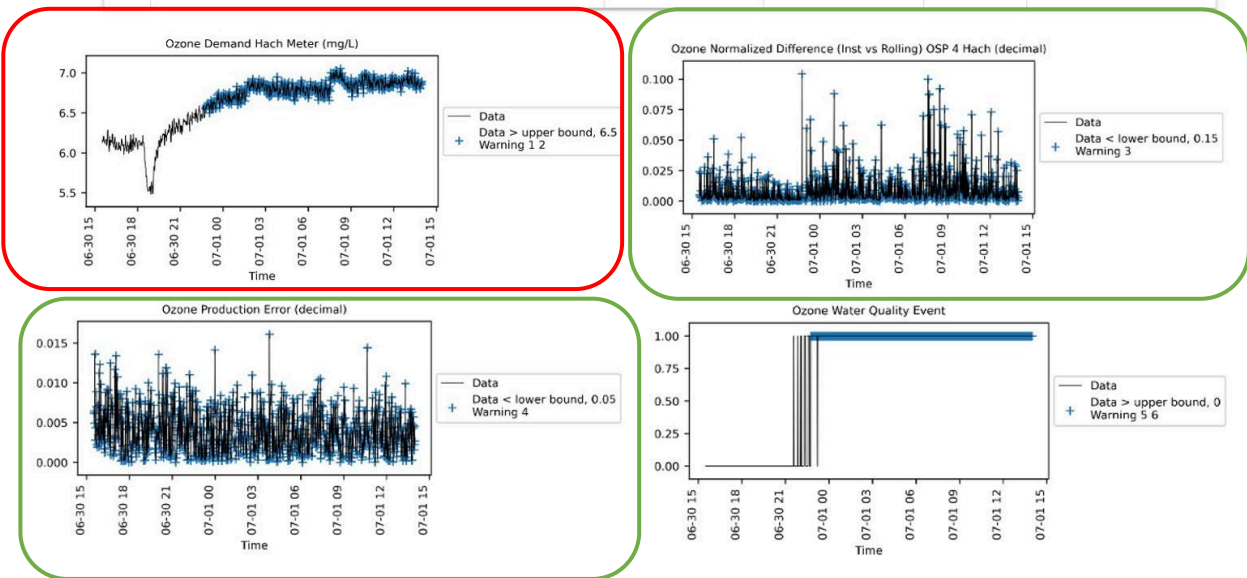 Ozone Demand Hach Meter (mg/L)
7.0
6.5
6.0
5.5
06-30 15
06-30 18
06-30 21
07-01 00
07-01 03
07-01 06
07-01 09
07-01 12
07-01 15
Time
Data
Data > upper bound, 6.5
Warning 1 2
Ozone Normalized Difference (Inst vs Rolling) OSP 4 Hach (decimal)
0.100
0.075
0.050
0.025
0.000
06-30 15
06-30 18
06-30 21
07-01 00
07-01 03
07-01 06
07-01 09
07-01 12
07-01 15
Time
Data
Data < lower bound, 0.15
Warning 3
Ozone Production Error (decimal)
0.015
0.010
0.005
0.000
06-30 15
06-30 18
06-30 21
07-01 00
07-01 03
07-01 06
07-01 09
07-01 12
07-01 15
Time
Data
Data < lower bound, 0.05
Warning 4
Ozone Water Quality Event
1.00
0.75
0.50
0.25
0.00
06-30 15
06-30 18
06-30 21
07-01 00
07-01 03
07-01 06
07-01 09
07-01 12
07-01 15
Time
Data
Data > upper bound, 0
Warning 5 6